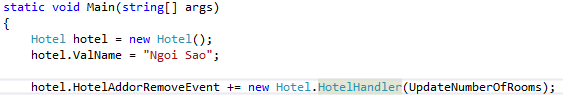 static void Main(string[] args)
{
Hotel hotel = new Hotel();
hotel.ValName = "Ngoi Sao";
hotel.HotelAddorRemoveEvent += new Hotel.HotelHandler(UpdateNumberOfRooms);